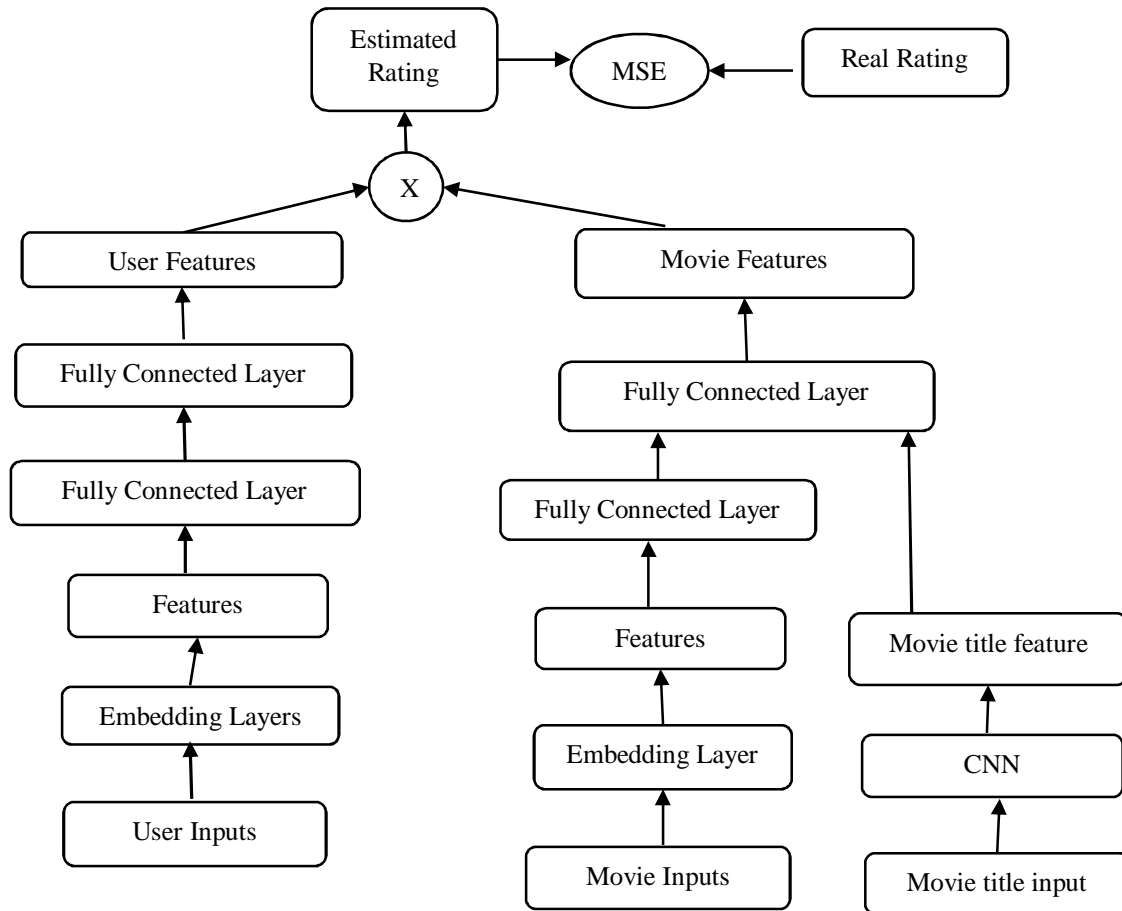 Estimated
Rating
MSE
Real Rating
X
User Features
Movie Features
Fully Connected Layer
Fully Connected Layer
Fully Connected Layer
Fully Connected Layer
Features
Features
Movie title feature
Embedding Layers
Embedding Layer
CNN
User Inputs
Movie Inputs
Movie title input